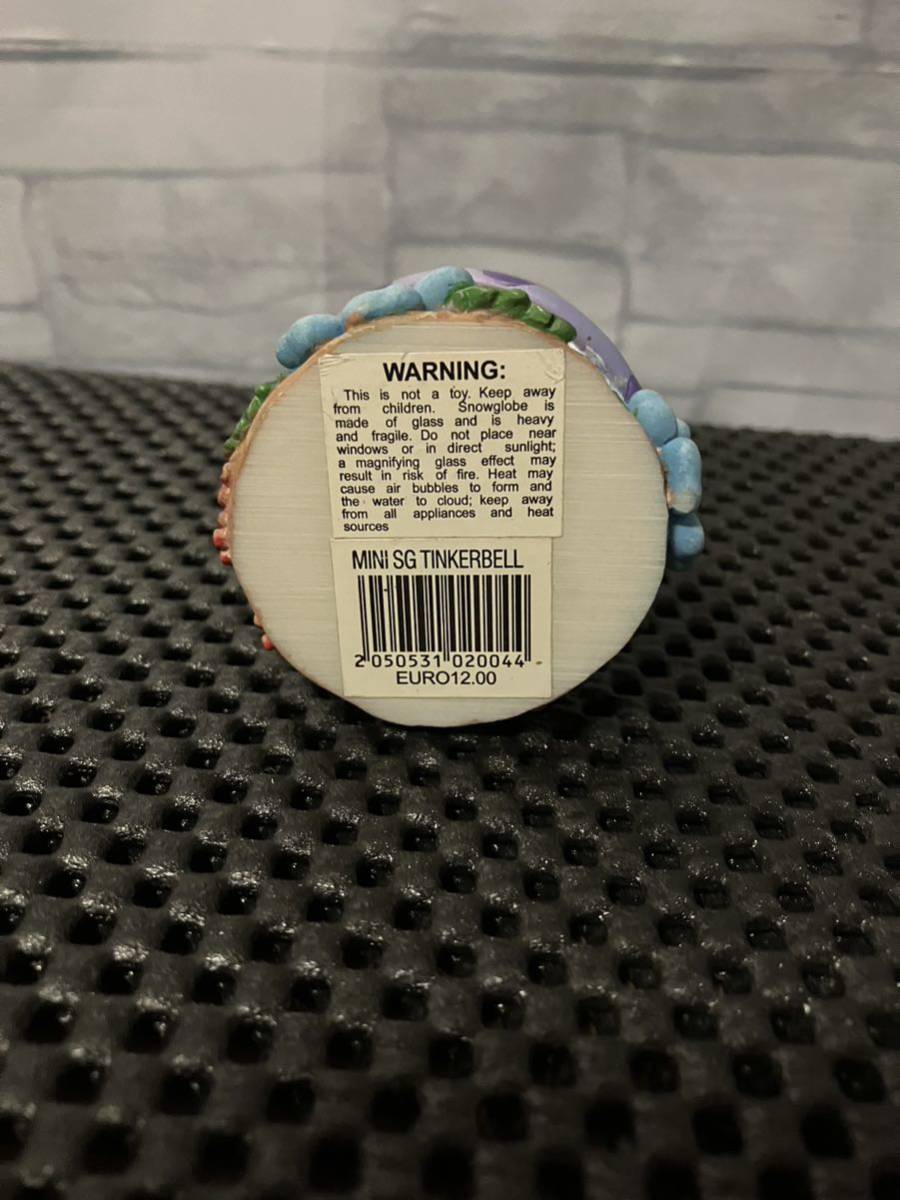 WARNING:
This is not a toy. Keep away
from children. Snowglobe is
made of glass and is heavy
and fragile. Do not place near
windows or in direct sunlight;
a magnifying glass effect may
result in risk of fire. Heat may
cause air bubbles to form and
the water to cloud; keep away
from all appliances and heat
sources
MINI SG TINKERBELL
2 050531 020044
EURO12.00